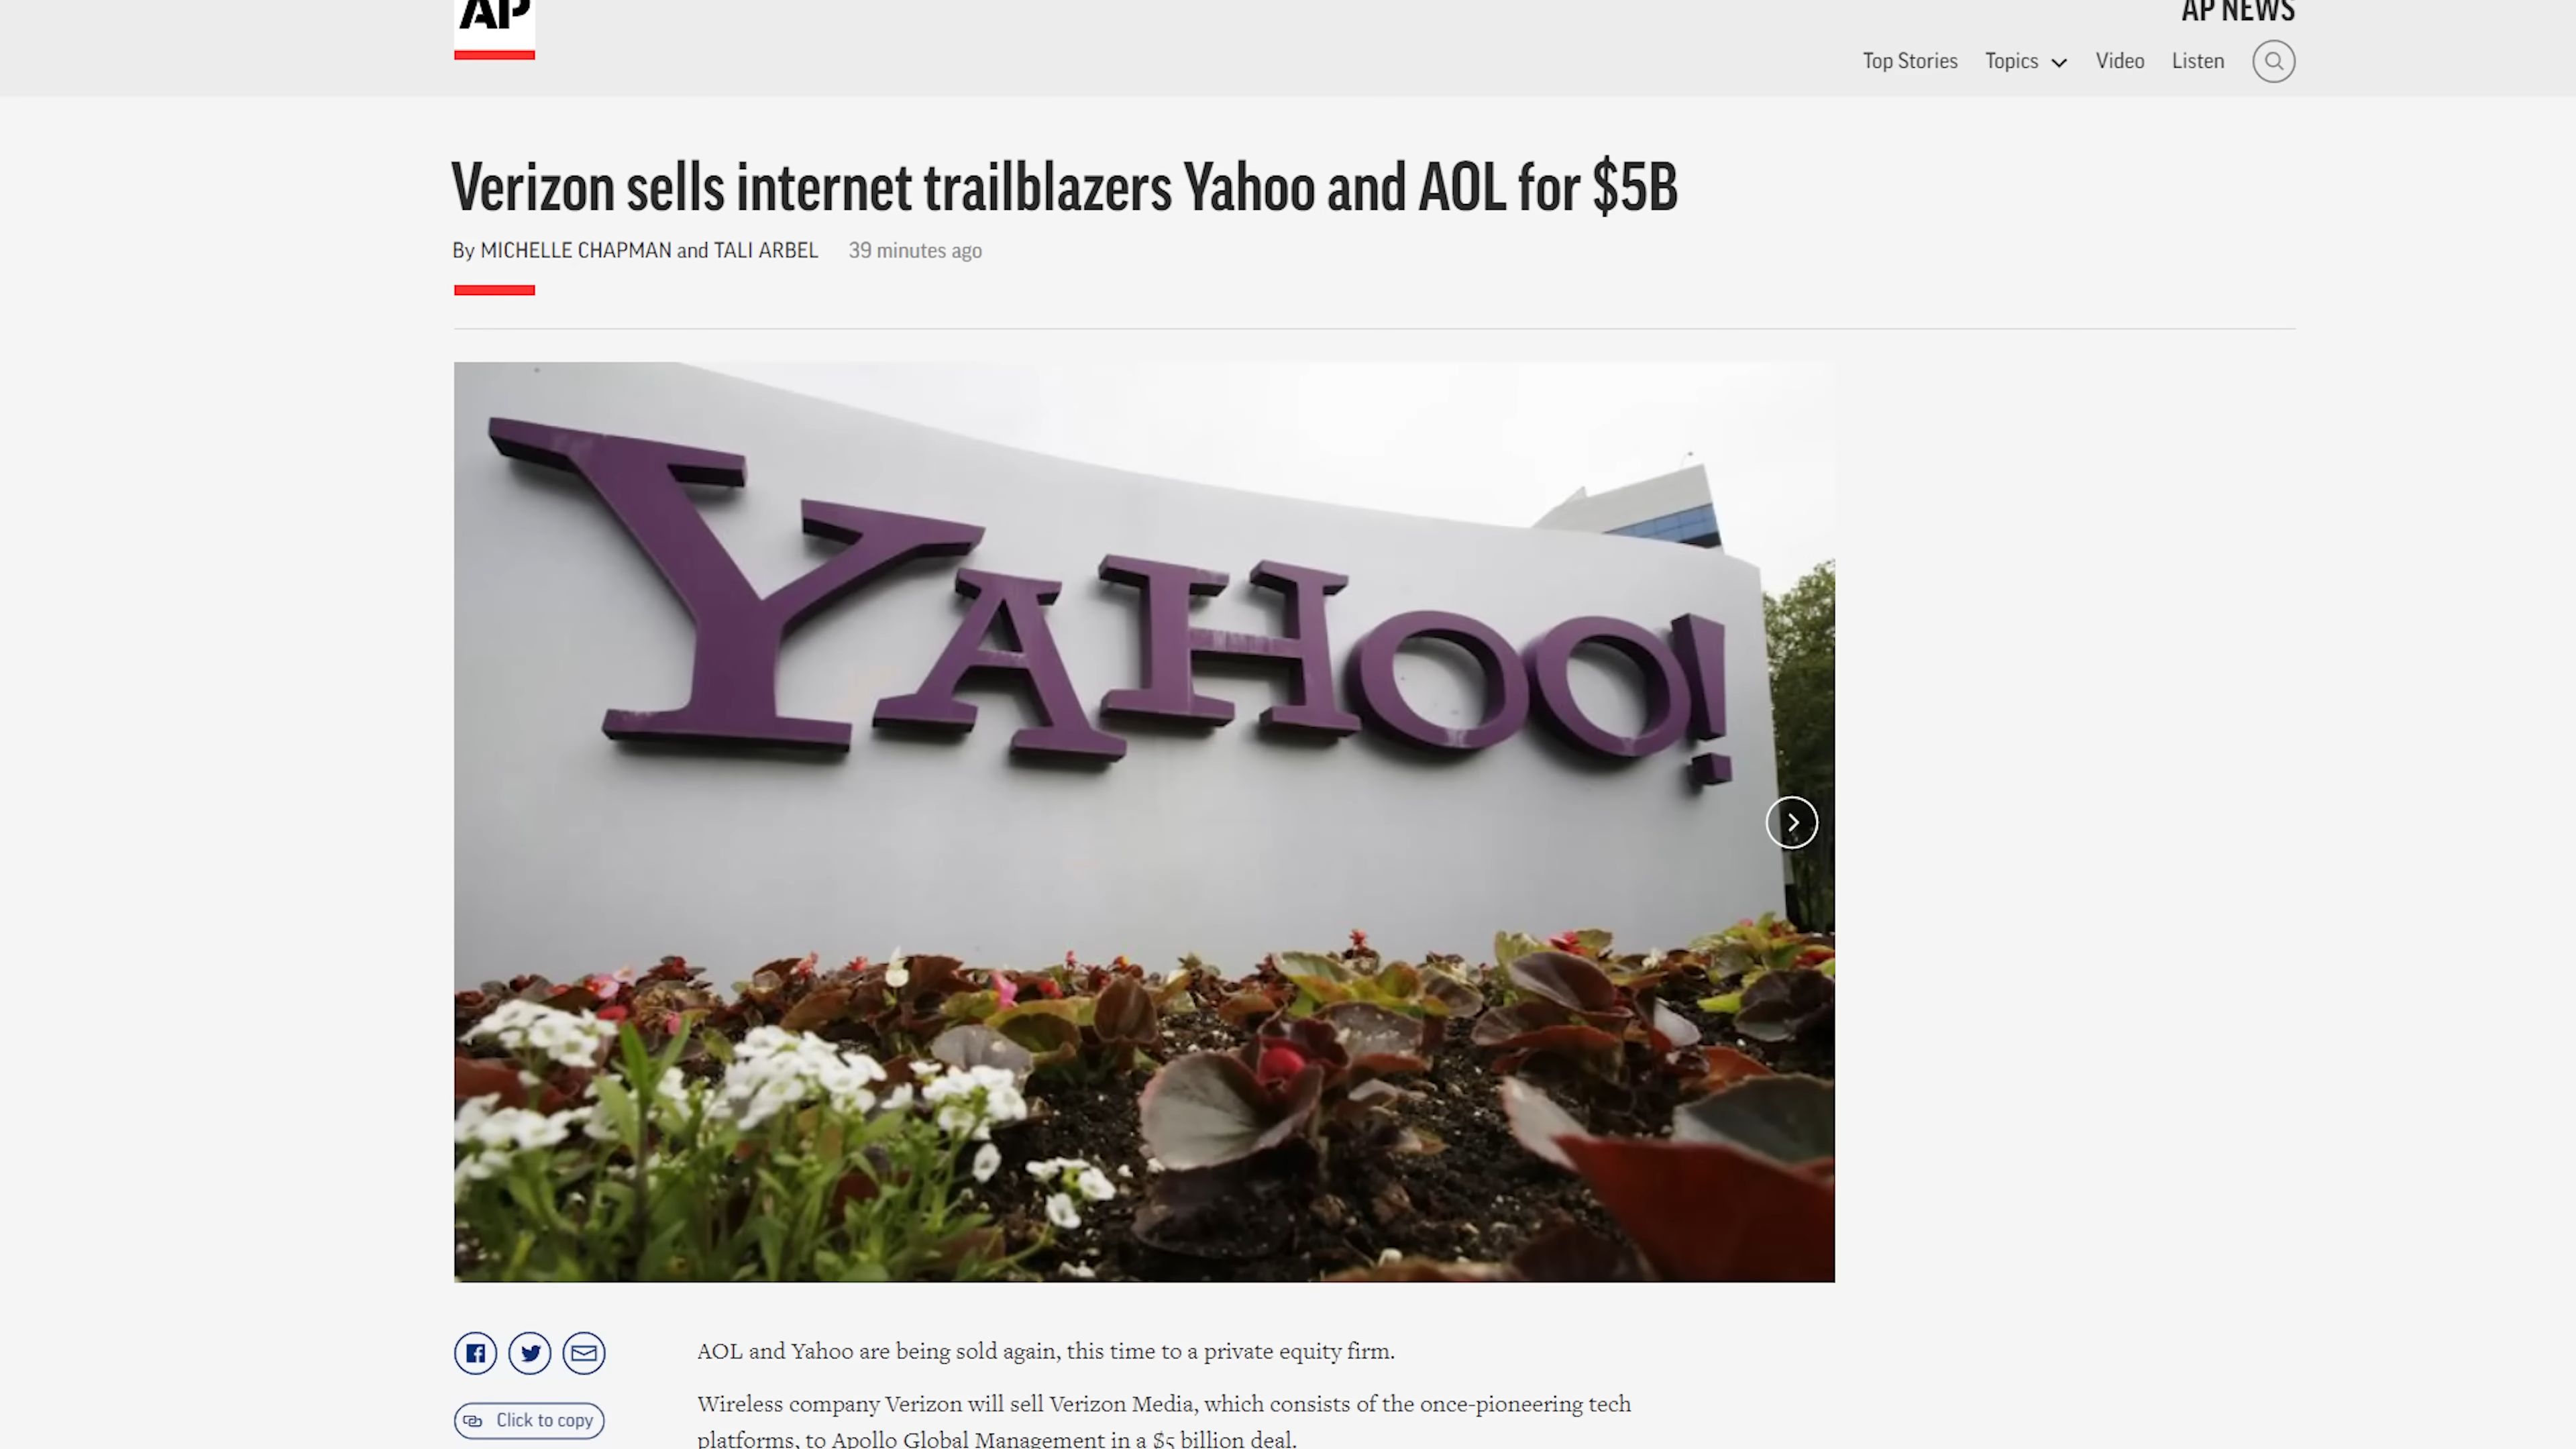 AP
AP NEWS
Top Stories Topics Video Listen
Verizon sells internet trailblazers Yahoo and AOL for $5B
By MICHELLE CHAPMAN and TALI ARBEL 39 minutes ago
YAHOO!
AOL and Yahoo are being sold again, this time to a private equity firm.
Wireless company Verizon will sell Verizon Media, which consists of the once-pioneering tech
Click to copy
platforms, to Apollo Global Management in a $5 billion deal.